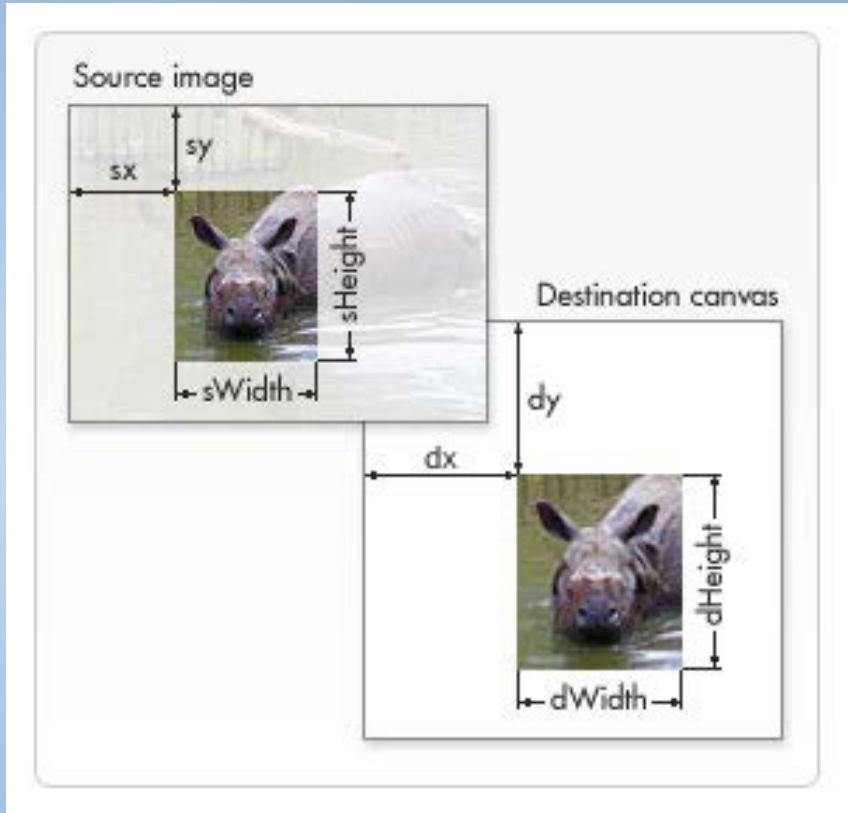 Source image
sy
sx
sHeight
sWidth
Destination canvas
dy
dx
dHeight
dWidth